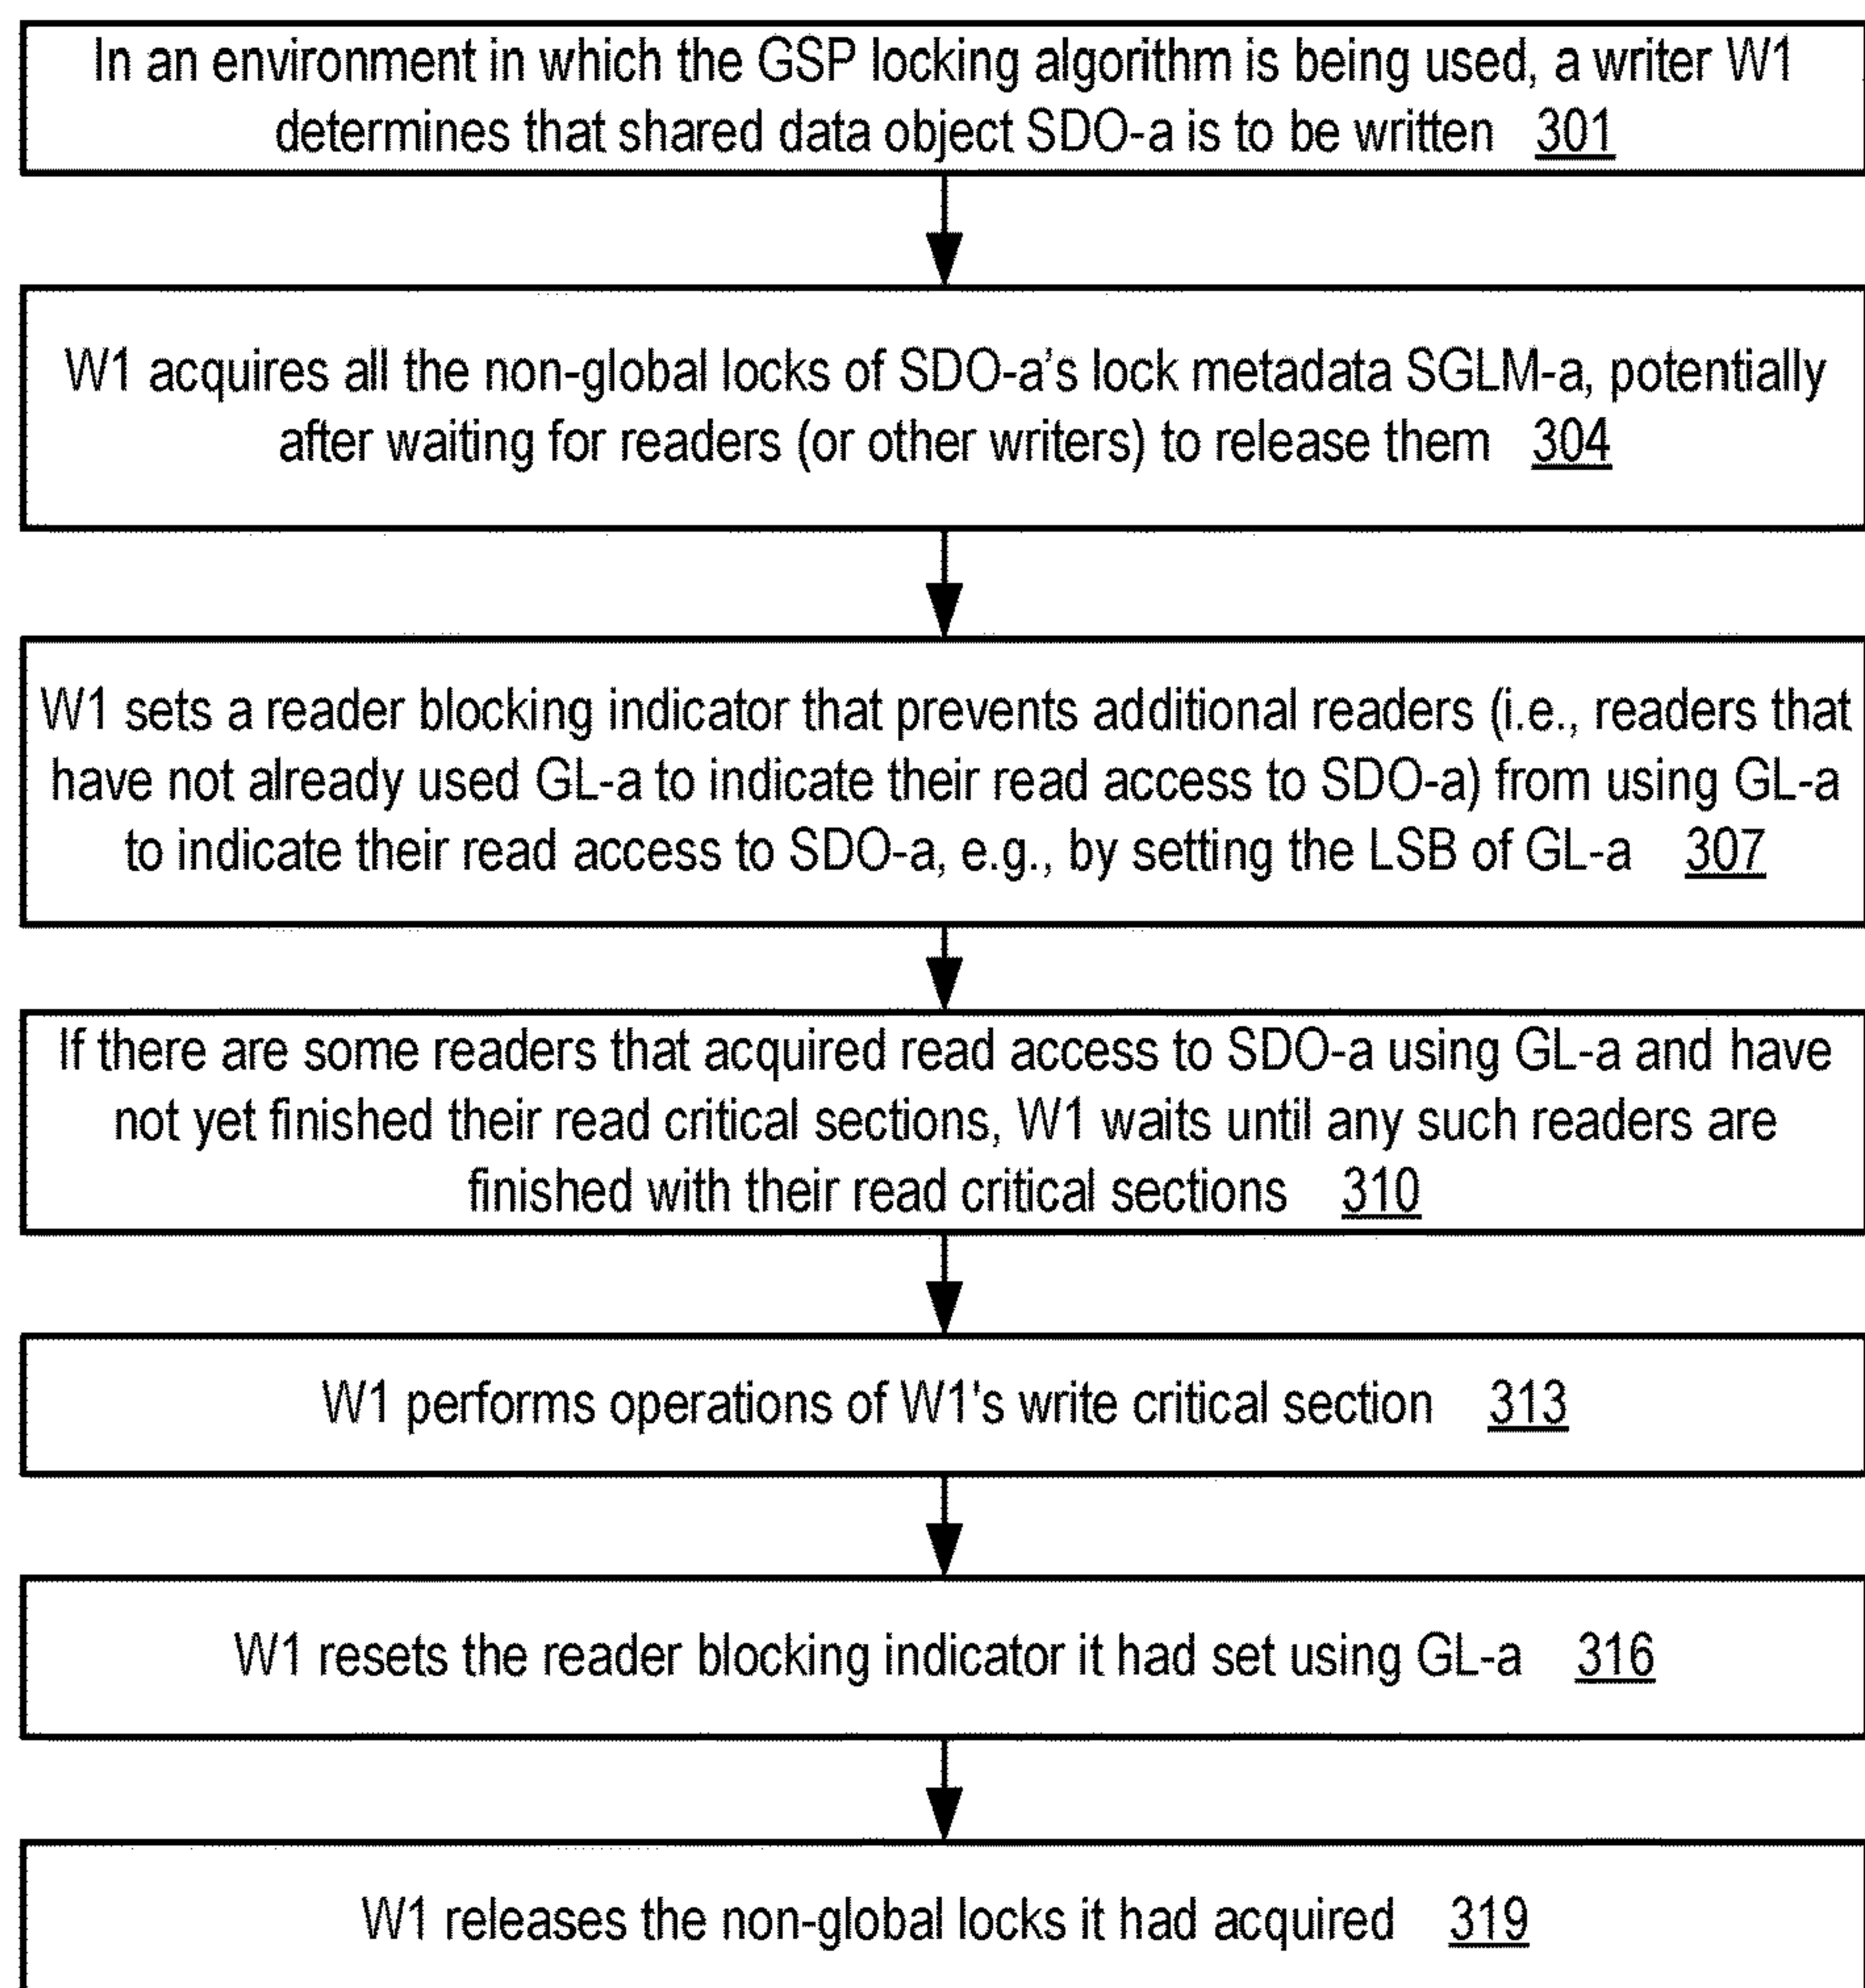 In an environment in which the GSP locking algorithm is being used, a writer W1
determines that shared data object SDO-a is to be written 301
W1 acquires all the non-global locks of SDO-a's lock metadata SGLM-a, potentially
after waiting for readers (or other writers) to release them 304
W1 sets a reader blocking indicator that prevents additional readers (i.e., readers that
have not already used GL-a to indicate their read access to SDO-a) from using GL-a
to indicate their read access to SDO-a, e.g., by setting the LSB of GL-a 307
If there are some readers that acquired read access to SDO-a using GL-a and have
not yet finished their read critical sections, W1 waits until any such readers are
finished with their read critical sections 310
W1 performs operations of W1's write critical section 313
W1 resets the reader blocking indicator it had set using GL-a 316
W1 releases the non-global locks it had acquired 319